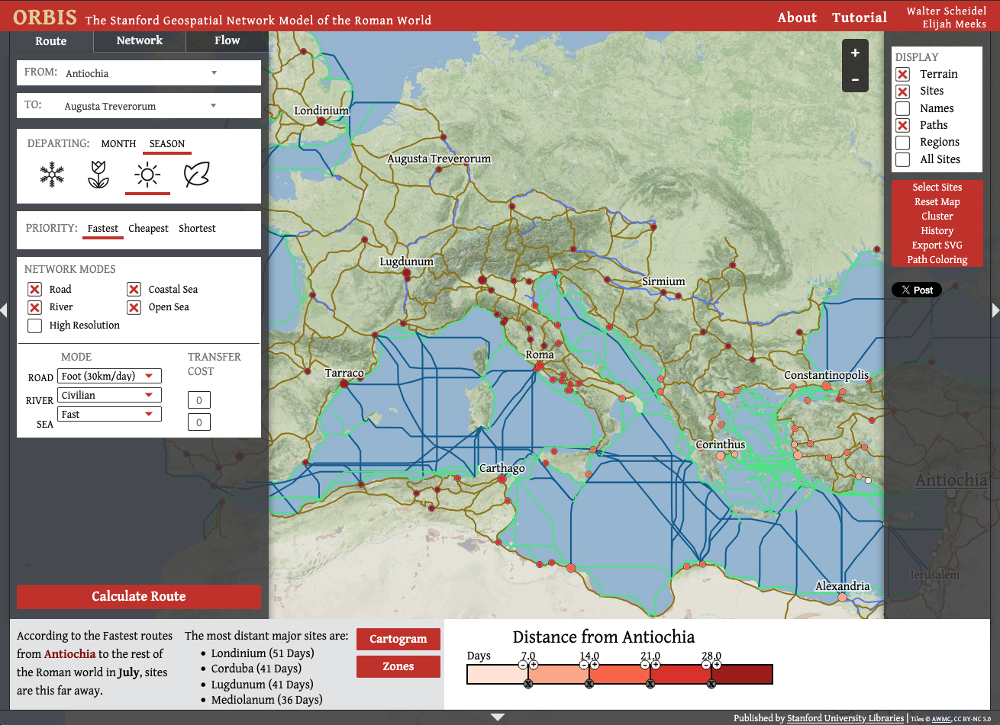 ORBIS The Stanford Geospatial Network Model of the Roman World
About Tutorial
Walter Scheidel
Elijah Meeks
Route Network Flow
FROM: Antiochia
TO: Augusta Treverorum
DEPARTING: MONTH SEASON
PRIORITY: Fastest Cheapest Shortest
NETWORK MODES
Road Coastal Sea
River Open Sea
High Resolution
MODE TRANSFER COST
ROAD Foot (30km/day)
RIVER Civilian 0
SEA Fast 0
Calculate Route
+
−
Londinium
Augusta Treverorum
Lugdunum
Sirmium
Roma
Tarraco
Constantinopolis
Corinthus
Carthago
Antiochia
Ierusalem
Alexandria
DISPLAY
Terrain
Sites
Names
Paths
Regions
All Sites
Select Sites
Reset Map
Cluster
History
Export SVG
Path Coloring
X Post
According to the Fastest routes
from Antiochia to the rest of
the Roman world in July, sites
are this far away.
The most distant major sites are:
• Londinium (51 Days)
• Corduba (41 Days)
• Lugdunum (41 Days)
• Mediolanum (36 Days)
Cartogram
Zones
Distance from Antiochia
Days 7.0 14.0 21.0 28.0
Published by Stanford University Libraries | Tiles © AWMC, CC BY-NC 3.0